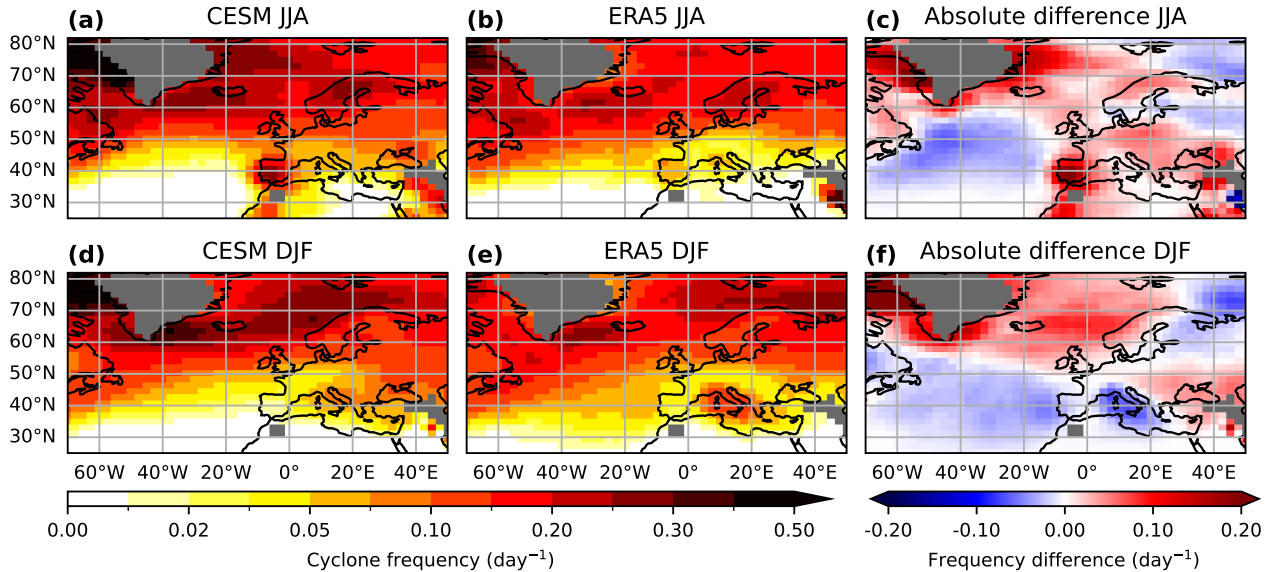 (a) CESM JJA
(b) ERA5 JJA
(c) Absolute difference JJA
80°N
70°N
60°N
50°N
40°N
30°N
(d) CESM DJF
(e) ERA5 DJF
(f) Absolute difference DJF
80°N
70°N
60°N
50°N
40°N
30°N
60°W 40°W 20°W 0° 20°E 40°E
60°W 40°W 20°W 0° 20°E 40°E
60°W 40°W 20°W 0° 20°E 40°E
0.00 0.02 0.05 0.10 0.20 0.30 0.50
Cyclone frequency (day⁻¹)
-0.20 -0.10 0.00 0.10 0.20
Frequency difference (day⁻¹)